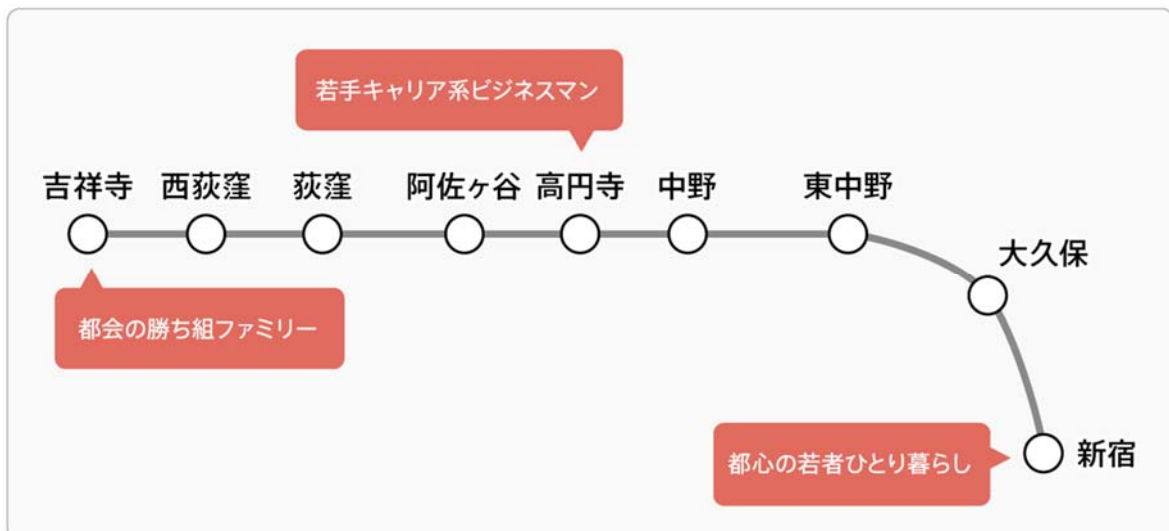 若手キャリア系ビジネスマン
吉祥寺
西荻窪
荻窪
阿佐ヶ谷
高円寺
中野
東中野
大久保
都会の勝ち組ファミリー
都心の若者ひとり暮らし
新宿